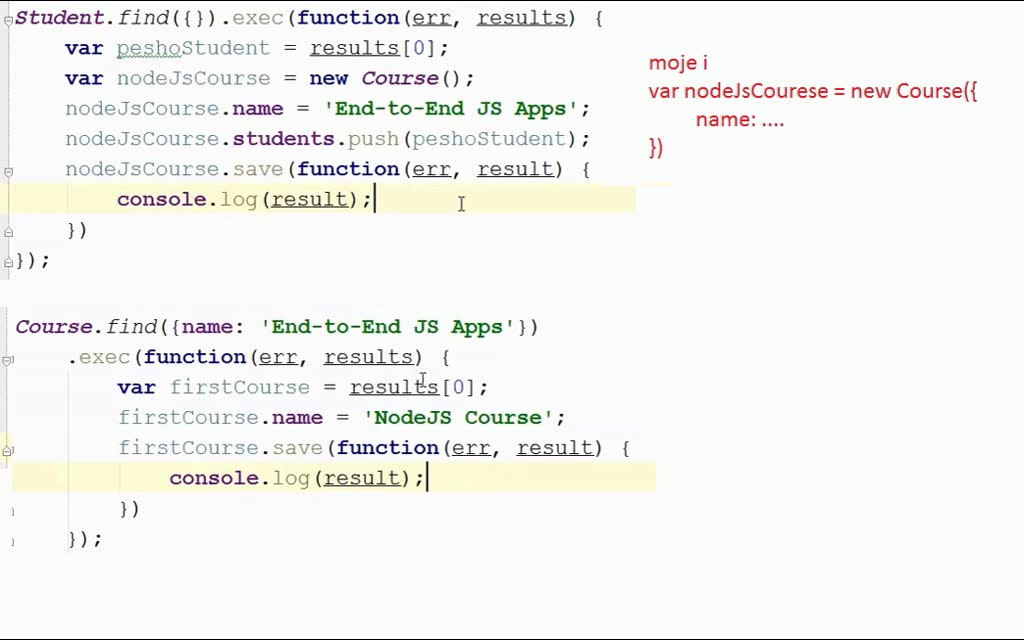 Student.find({}).exec(function(err, results) {
var peshoStudent = results[0];
var nodeJsCourse = new Course();
nodeJsCourse.name = 'End-to-End JS Apps';
nodeJsCourse.students.push(peshoStudent);
nodeJsCourse.save(function(err, result) {
console.log(result);
})
});
moje i
var nodeJsCourese = new Course({
name: ....
})
Course.find({name: 'End-to-End JS Apps'})
.exec(function(err, results) {
var firstCourse = results[0];
firstCourse.name = 'NodeJS Course';
firstCourse.save(function(err, result) {
console.log(result);
})
});